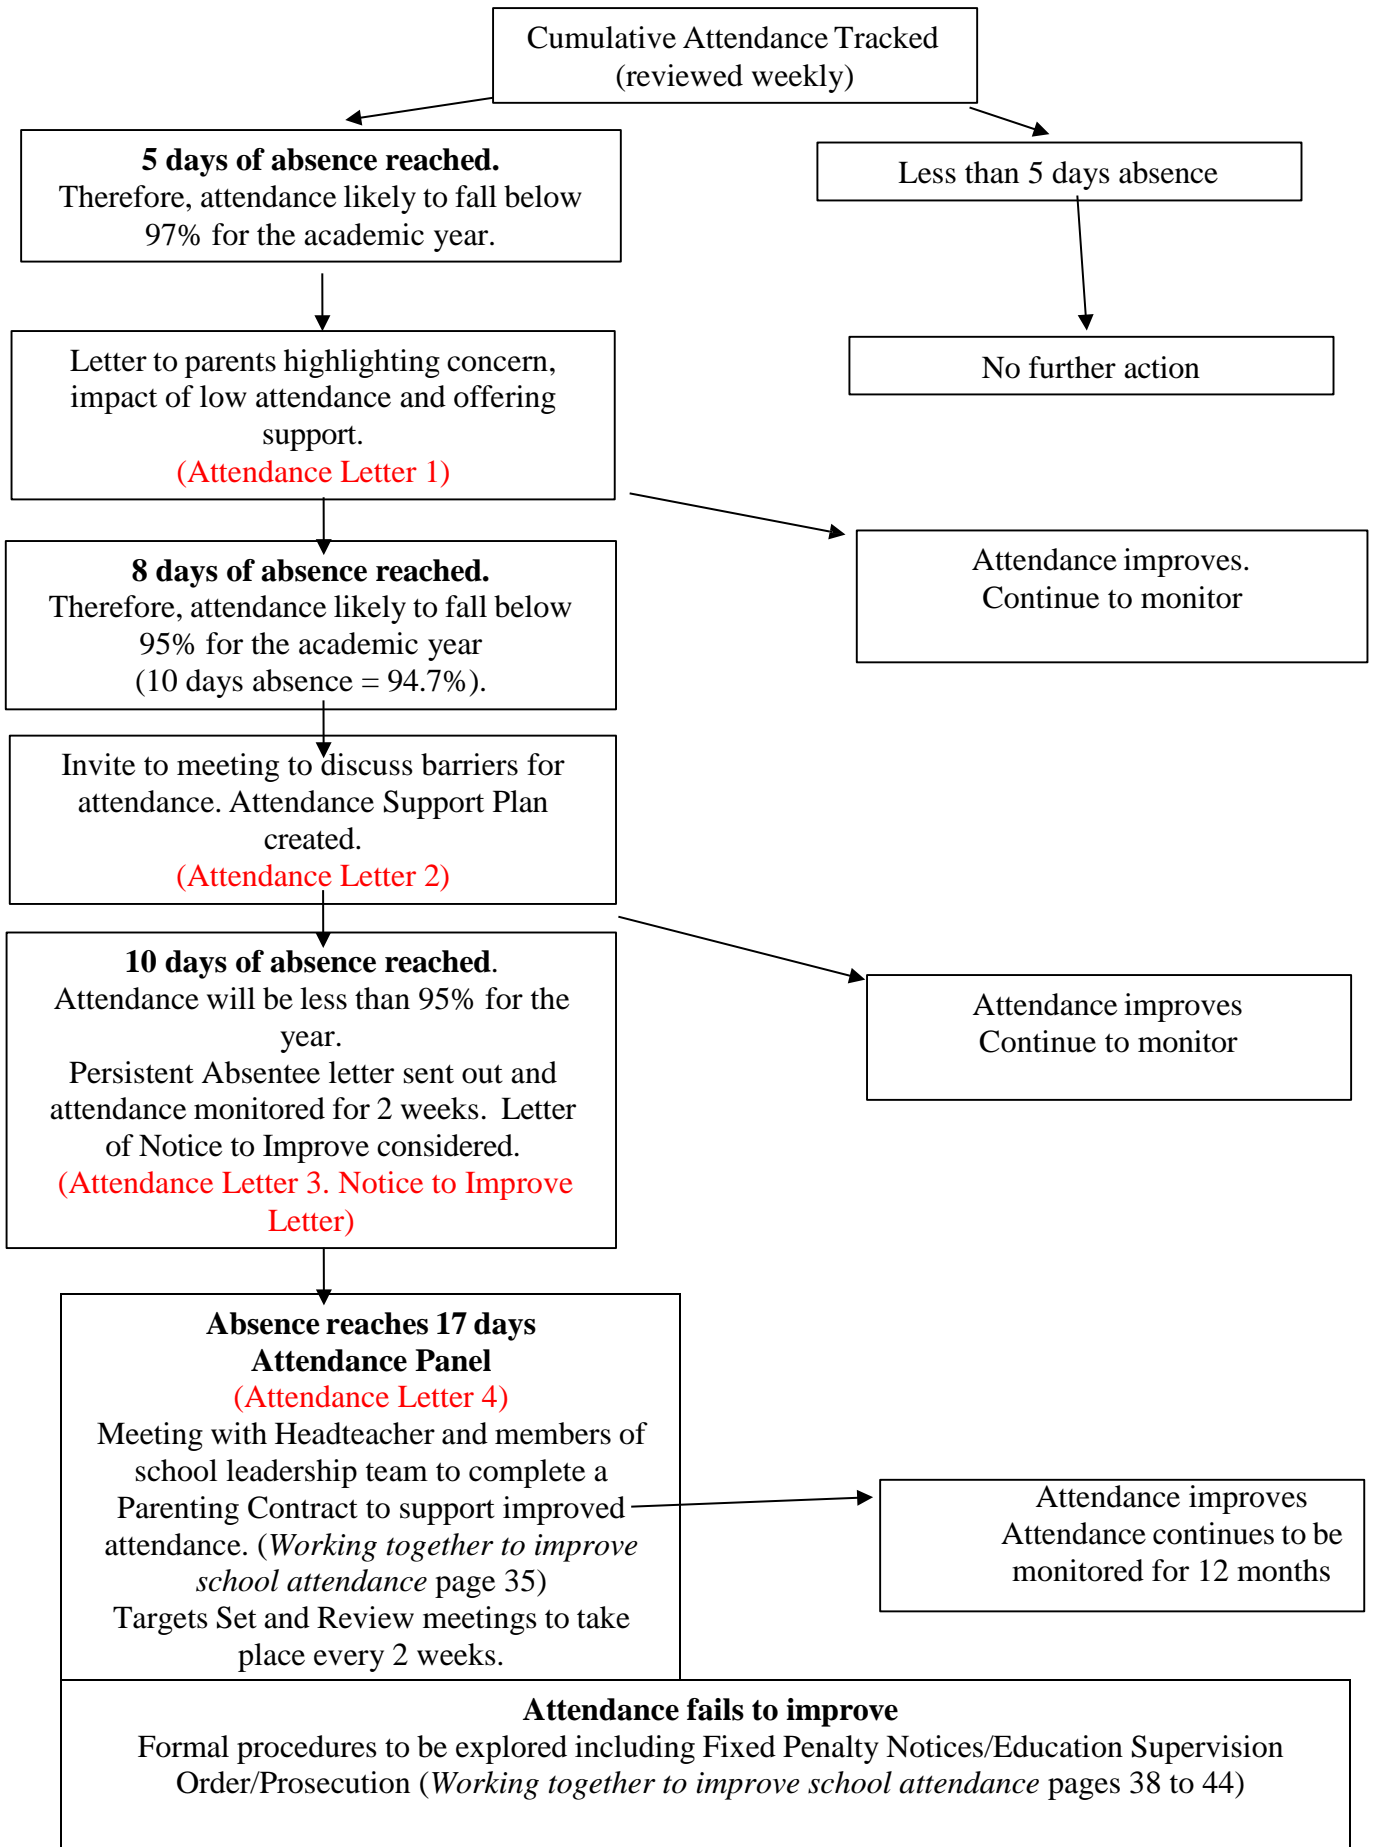 Cumulative Attendance Tracked
(reviewed weekly)
5 days of absence reached.
Therefore, attendance likely to fall below
97% for the academic year.
Less than 5 days absence
Letter to parents highlighting concern,
impact of low attendance and offering
support.
(Attendance Letter 1)
No further action
8 days of absence reached.
Therefore, attendance likely to fall below
95% for the academic year
(10 days absence = 94.7%).
Attendance improves.
Continue to monitor
Invite to meeting to discuss barriers for
attendance. Attendance Support Plan
created.
(Attendance Letter 2)
10 days of absence reached.
Attendance will be less than 95% for the
year.
Persistent Absentee letter sent out and
attendance monitored for 2 weeks.  Letter
of Notice to Improve considered.
(Attendance Letter 3. Notice to Improve
Letter)
Attendance improves
Continue to monitor
Absence reaches 17 days
Attendance Panel
(Attendance Letter 4)
Meeting with Headteacher and members of
school leadership team to complete a
Parenting Contract to support improved
attendance. (Working together to improve
school attendance page 35)
Targets Set and Review meetings to take
place every 2 weeks.
Attendance improves
Attendance continues to be
monitored for 12 months
Attendance fails to improve
Formal procedures to be explored including Fixed Penalty Notices/Education Supervision
Order/Prosecution (Working together to improve school attendance pages 38 to 44)